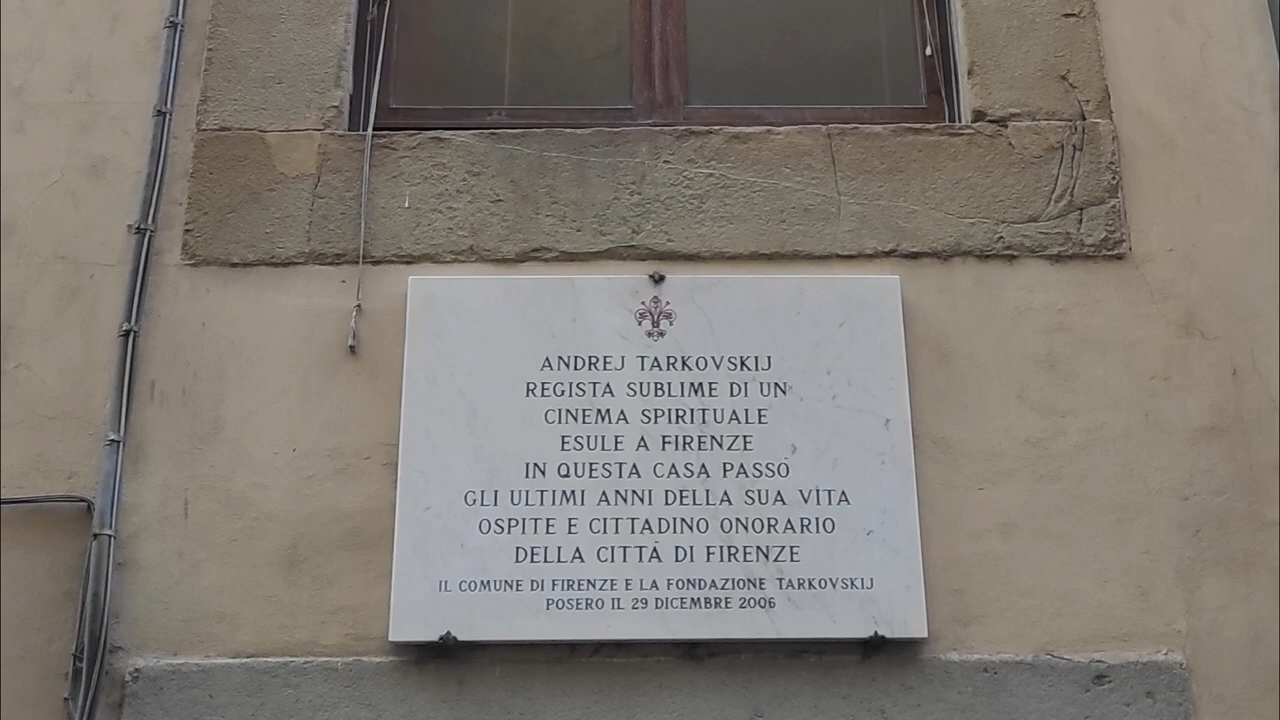 ANDREJ TARKOVSKIJ
REGISTA SUBLIME DI UN
CINEMA SPIRITUALE
ESULE A FIRENZE
IN QUESTA CASA PASSÒ
GLI ULTIMI ANNI DELLA SUA VITA
OSPITE E CITTADINO ONORARIO
DELLA CITTÀ DI FIRENZE
IL COMUNE DI FIRENZE E LA FONDAZIONE TARKOVSKIJ
POSERO IL 29 DICEMBRE 2006